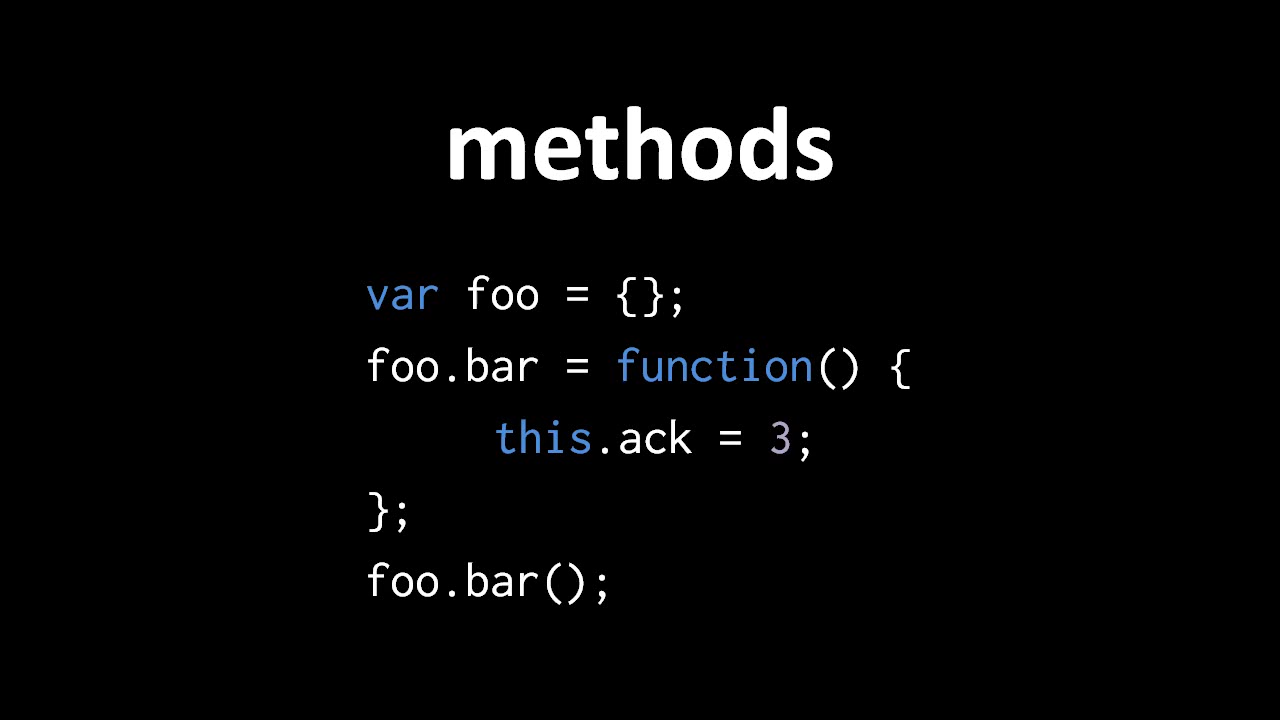 methods
var foo = {};
foo.bar = function() {
this.ack = 3;
};
foo.bar();